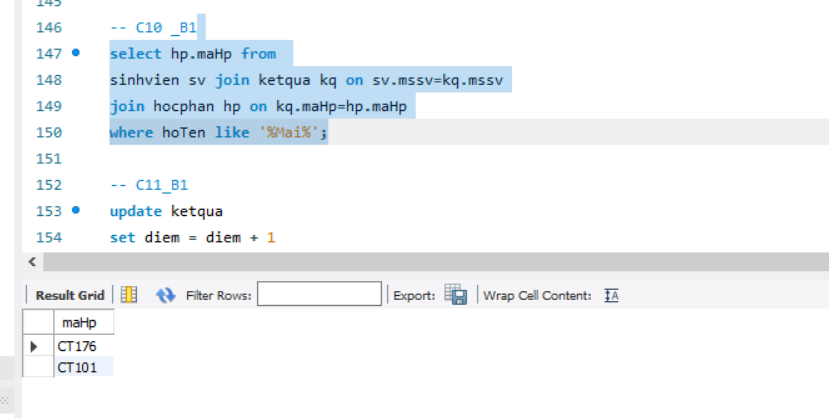 145
146 -- C10 _B1
147 select hp.maHp from
148 sinhvien sv join ketqua kq on sv.mssv=kq.mssv
149 join hocphan hp on kq.maHp=hp.maHp
150 where hoTen like '%Mai%';
151
152 -- C11_B1
153 update ketqua
154 set diem = diem + 1
Result Grid Filter Rows: Export: Wrap Cell Content: IA
maHp
CT176
CT101